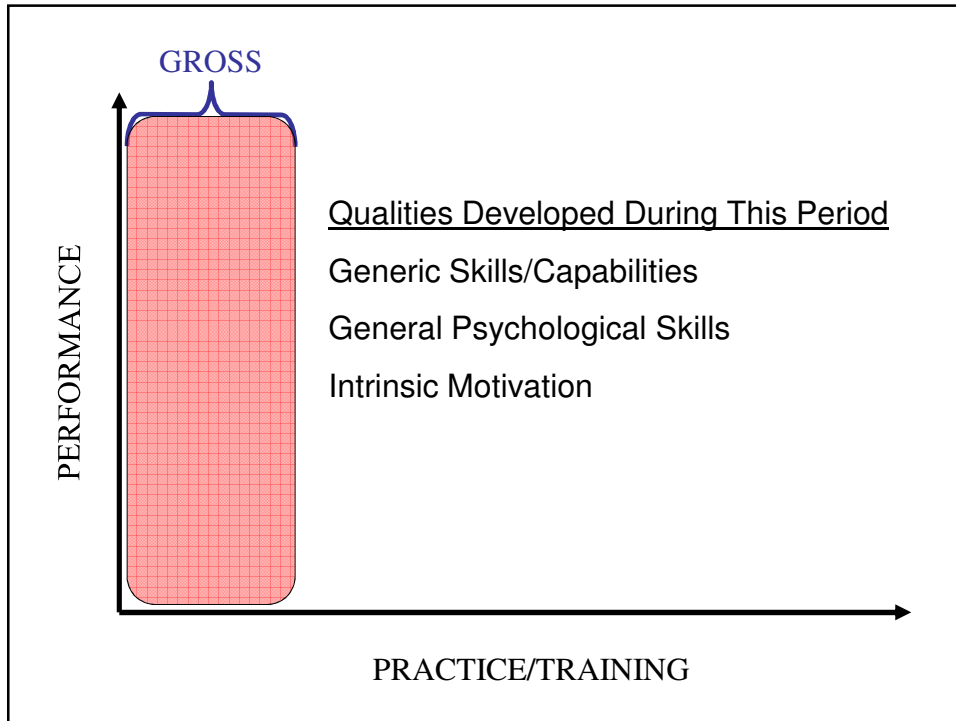 GROSS
PERFORMANCE
Qualities Developed During This Period
Generic Skills/Capabilities
General Psychological Skills
Intrinsic Motivation
PRACTICE/TRAINING